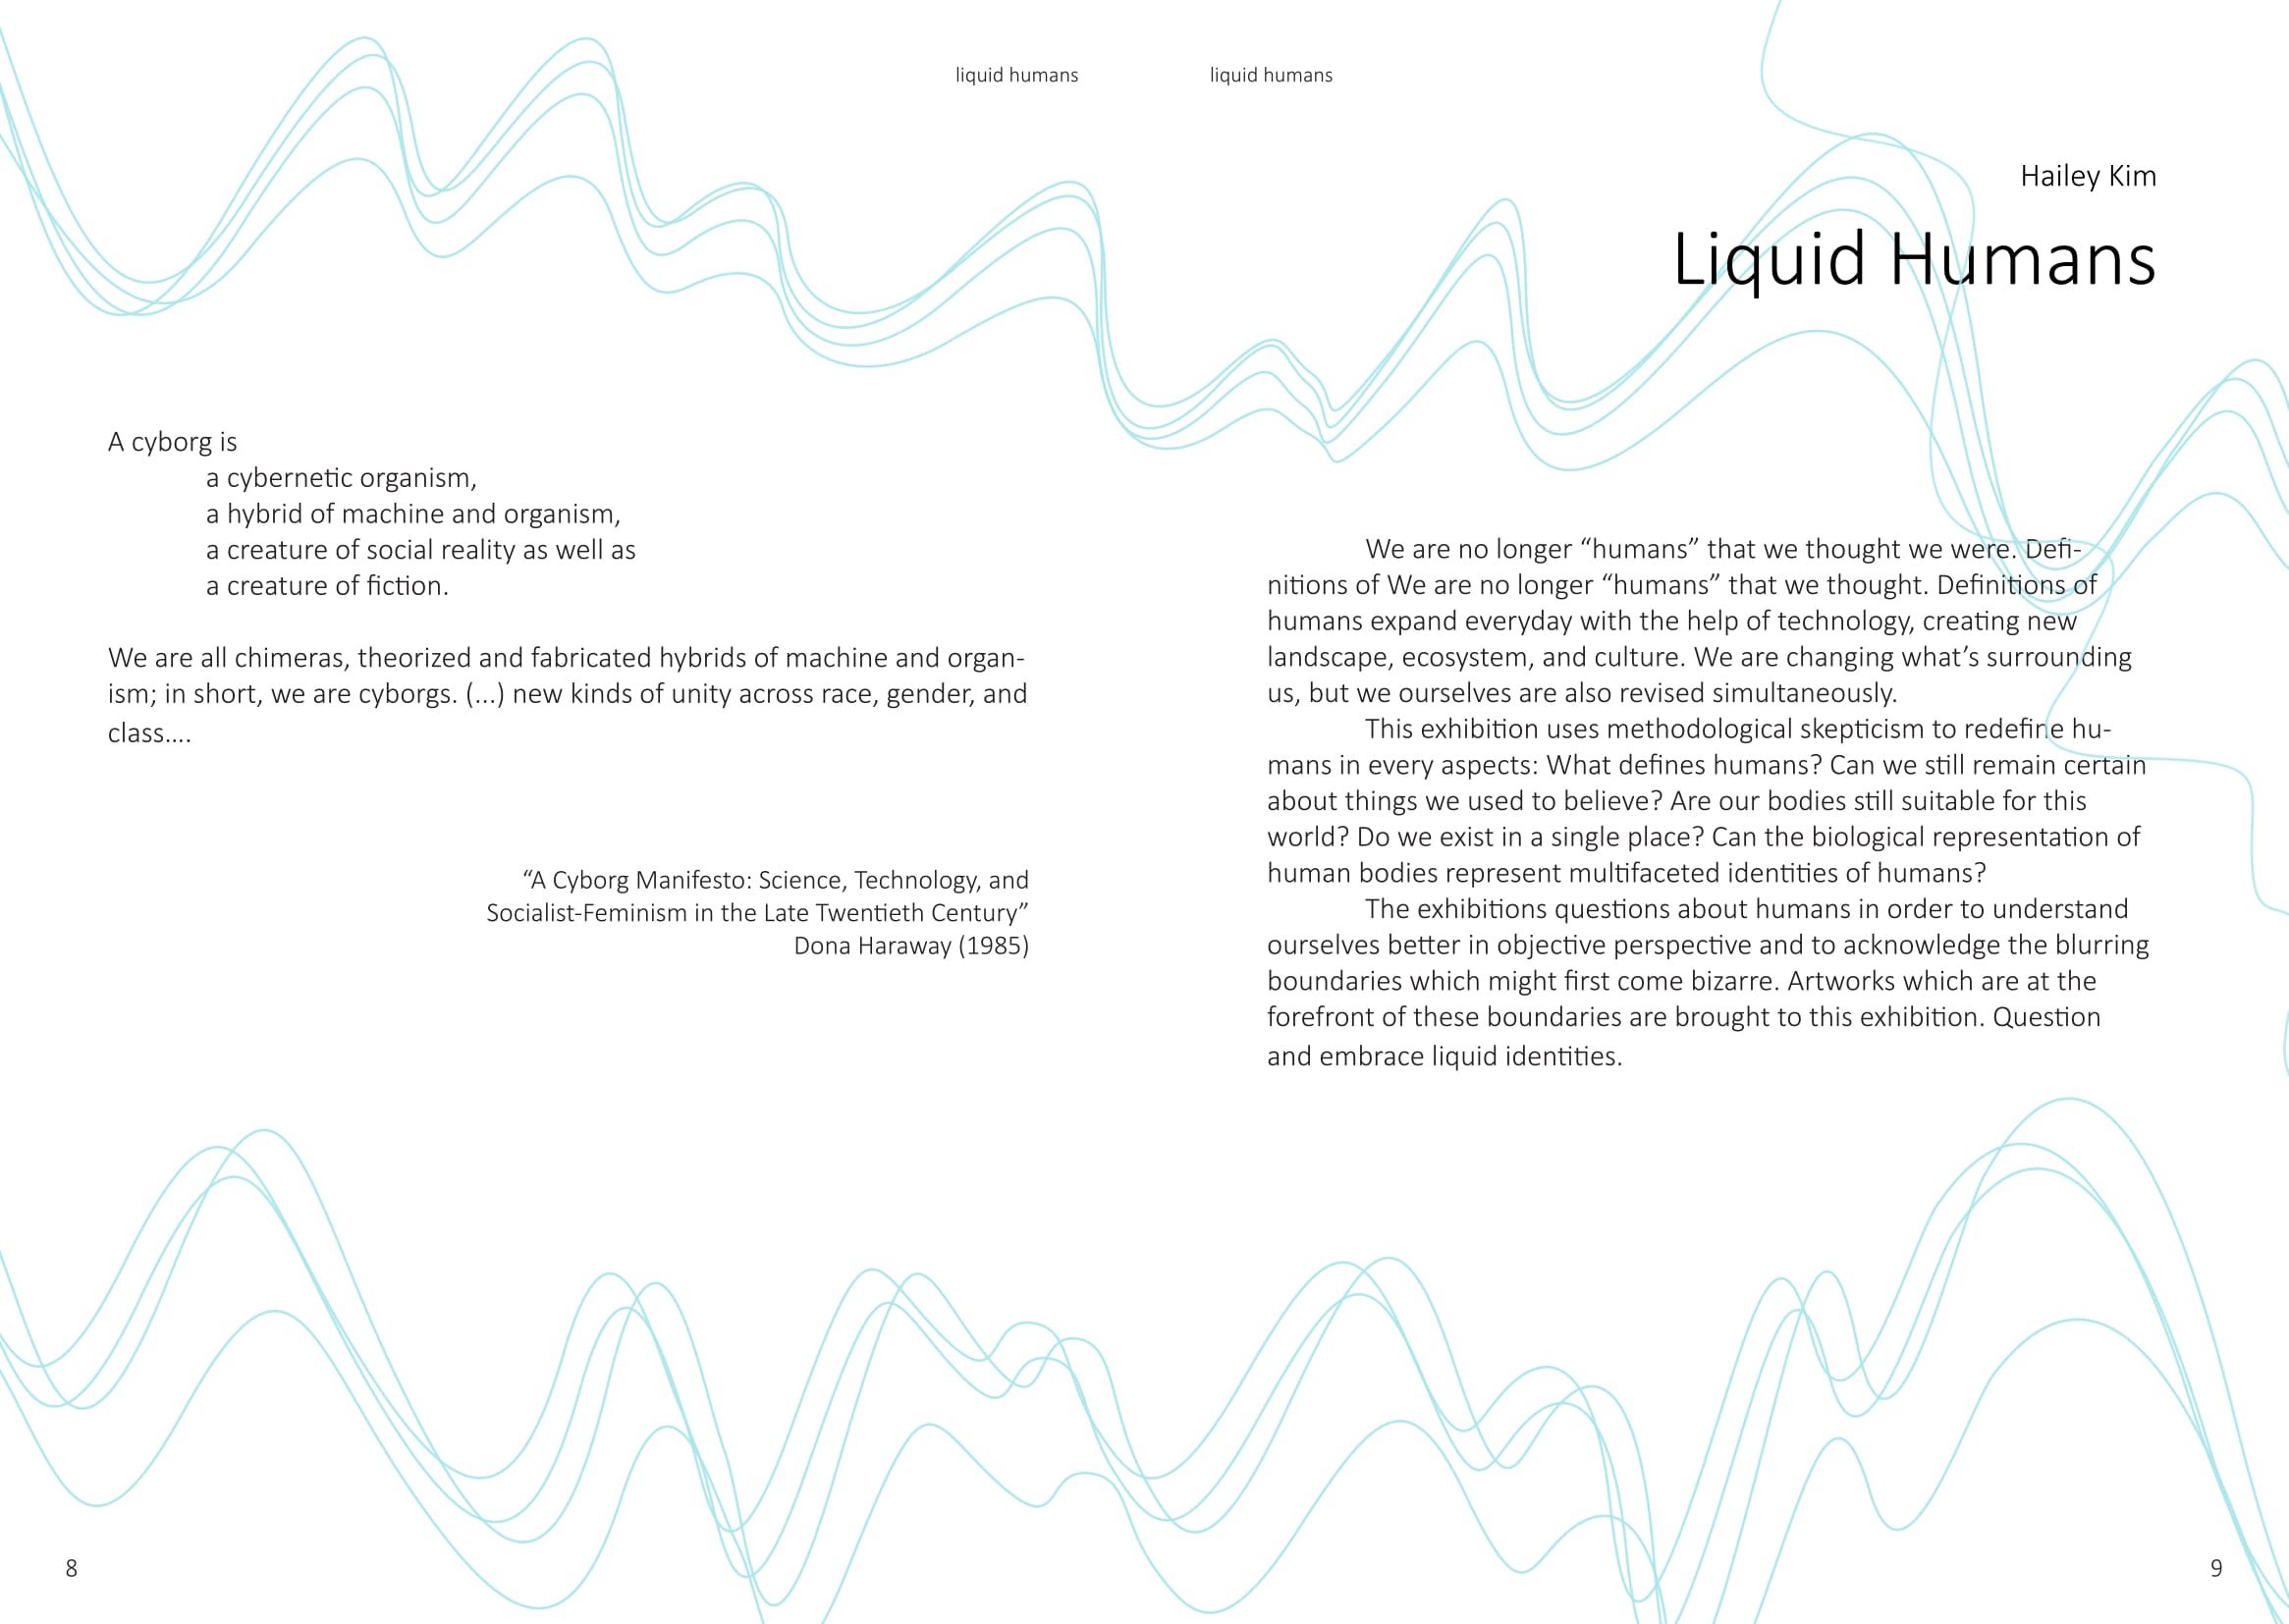 liquid humans
A cyborg is
a cybernetic organism,
a hybrid of machine and organism,
a creature of social reality as well as
a creature of fiction.
We are all chimeras, theorized and fabricated hybrids of machine and organ-
ism; in short, we are cyborgs. (...) new kinds of unity across race, gender, and
class....
“A Cyborg Manifesto: Science, Technology, and
Socialist-Feminism in the Late Twentieth Century”
Dona Haraway (1985)
8
liquid humans
Hailey Kim
Liquid Humans
We are no longer “humans” that we thought we were. Defi-
nitions of We are no longer “humans” that we thought. Definitions of
humans expand everyday with the help of technology, creating new
landscape, ecosystem, and culture. We are changing what’s surrounding
us, but we ourselves are also revised simultaneously.
This exhibition uses methodological skepticism to redefine hu-
mans in every aspects: What defines humans? Can we still remain certain
about things we used to believe? Are our bodies still suitable for this
world? Do we exist in a single place? Can the biological representation of
human bodies represent multifaceted identities of humans?
The exhibitions questions about humans in order to understand
ourselves better in objective perspective and to acknowledge the blurring
boundaries which might first come bizarre. Artworks which are at the
forefront of these boundaries are brought to this exhibition. Question
and embrace liquid identities.
9